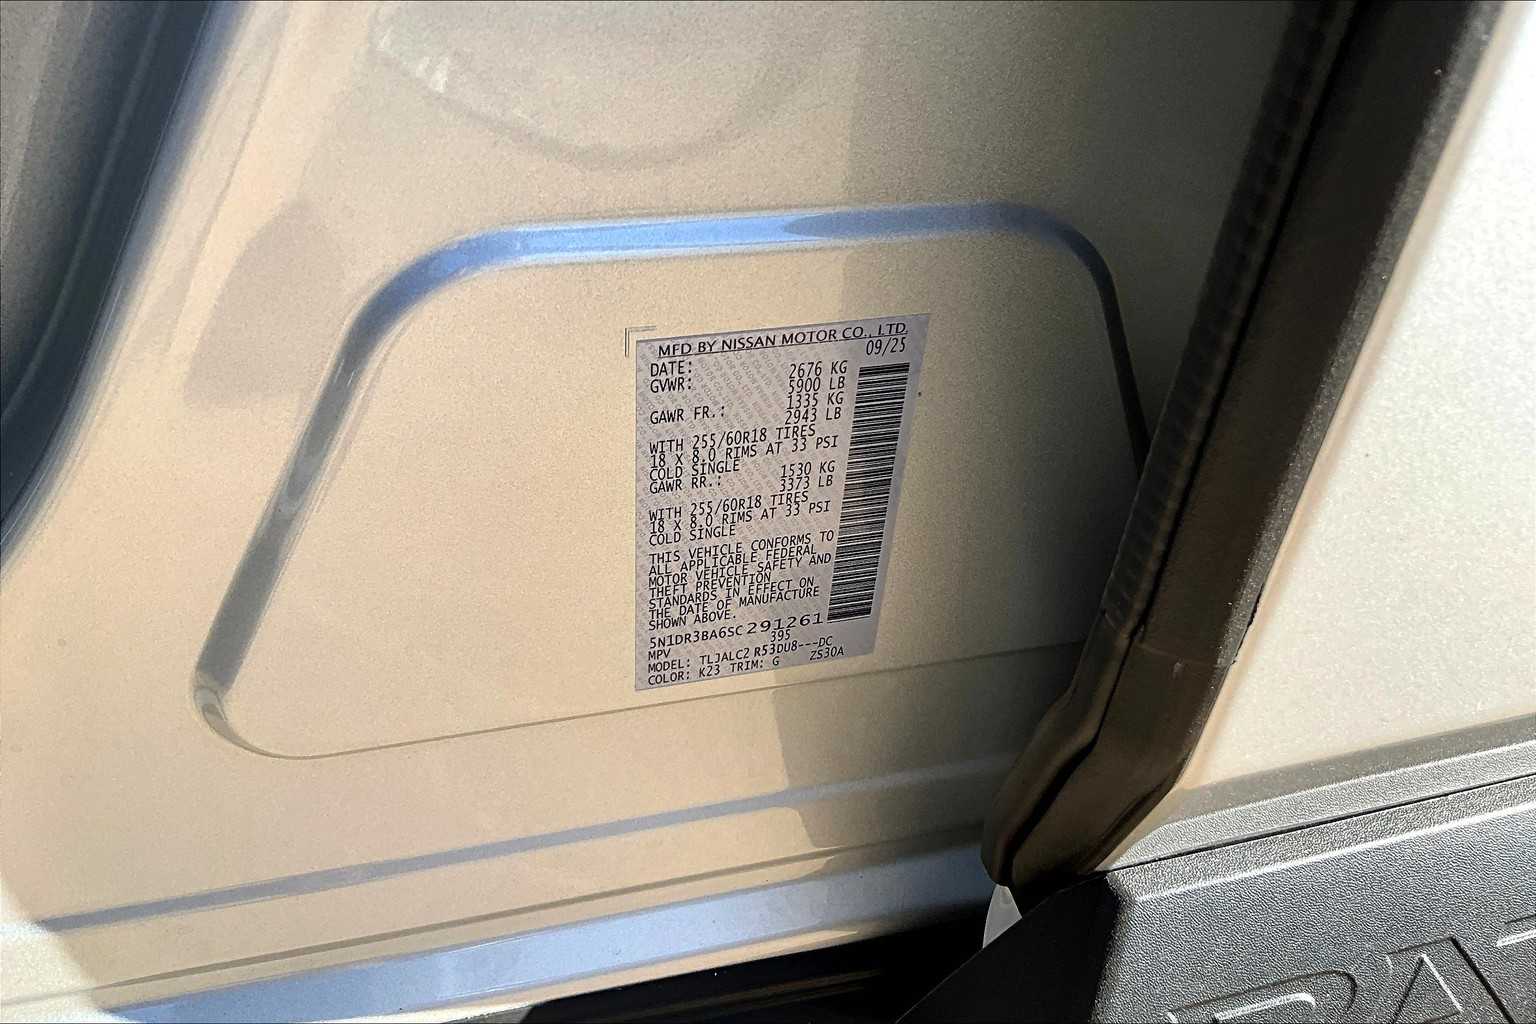 MFD BY NISSAN MOTOR CO., LTD.
09/25
DATE:
2676 KG
GVWR:
5900 LB
1335 KG
GAWR FR.:
2943 LB
WITH 255/60R18 TIRES
18 X 8.0 RIMS AT 33 PSI
COLD SINGLE
1530 KG
GAWR RR.:
3373 LB
WITH 255/60R18 TIRES
18 X 8.0 RIMS AT 33 PSI
COLD SINGLE
THIS VEHICLE CONFORMS TO
ALL APPLICABLE FEDERAL
MOTOR VEHICLE SAFETY AND
THEFT PREVENTION
STANDARDS IN EFFECT ON
THE DATE OF MANUFACTURE
SHOWN ABOVE.
5N1DR3BA6SC291261
MPV 395
MODEL: TLJALC2 R53DU8---DC
COLOR: K23 TRIM: G ZS30A